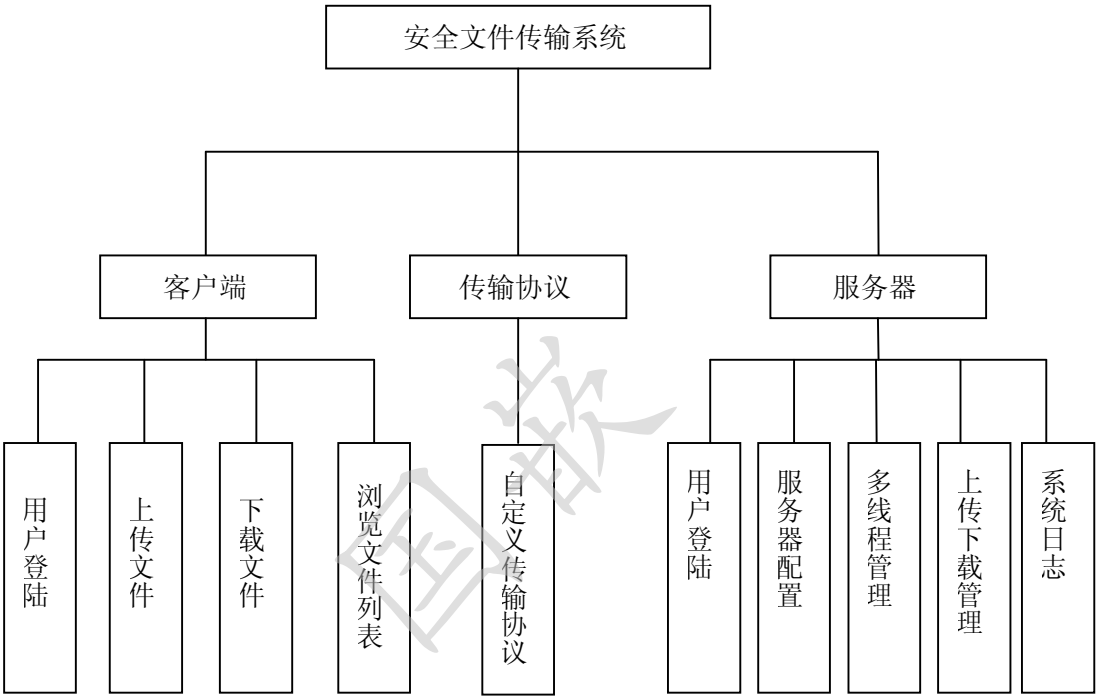 安全文件传输系统
客户端
传输协议
服务器
用户登陆
上传文件
下载文件
浏览文件列表
自定义传输协议
用户登陆
服务器配置
多线程管理
上传下载管理
系统日志
国嵌